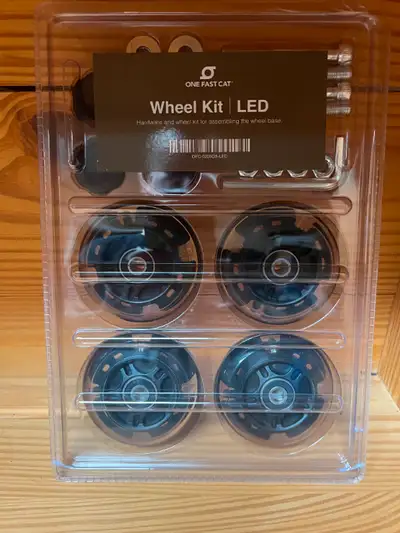 ONE FAST CAT®
Wheel Kit | LED
Hardware and wheel kit for assembling the wheel base.